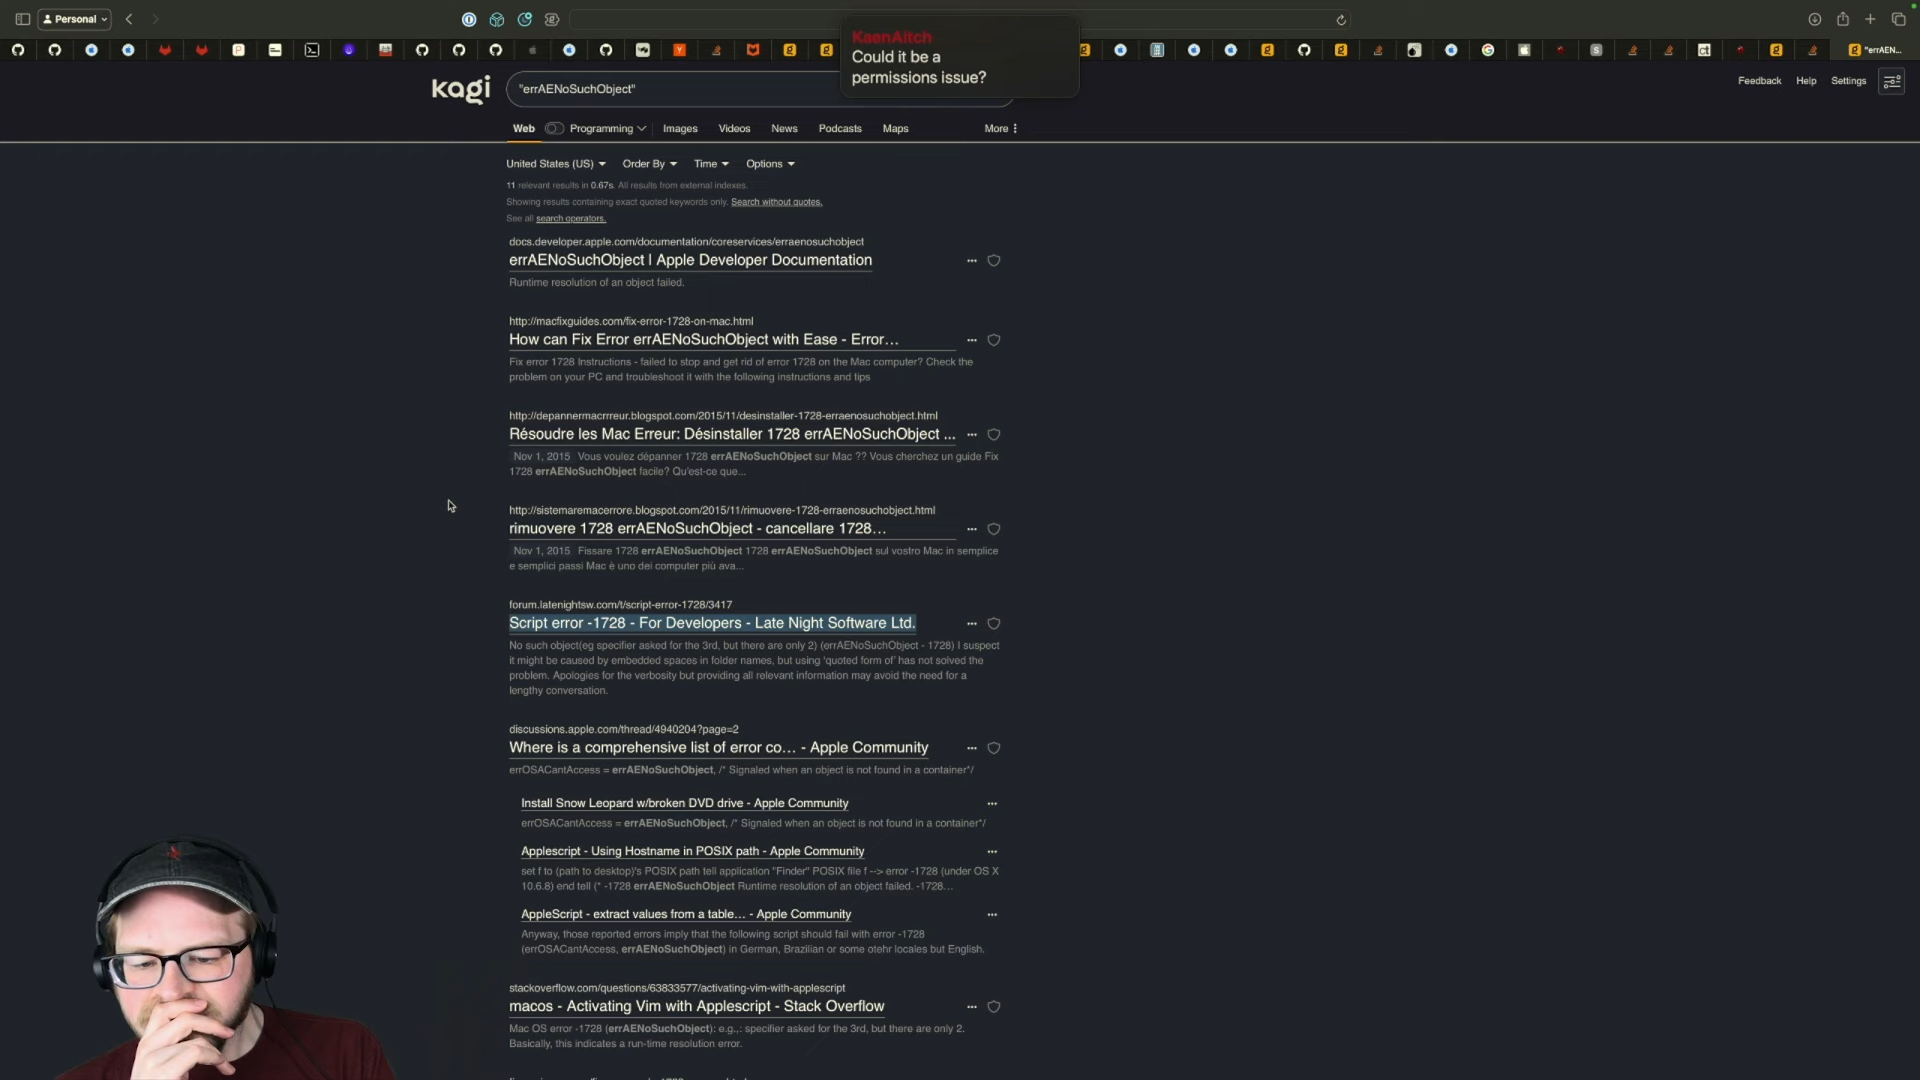 Personal
KaenAitch
Could it be a
permissions issue?
"errAEN...
kagi
"errAENoSuchObject"
Feedback Help Settings
Web Programming Images Videos News Podcasts Maps More
United States (US) Order By Time Options
11 relevant results in 0.67s. All results from external indexes.
Showing results containing exact quoted keywords only. Search without quotes.
See all search operators.
docs.developer.apple.com/documentation/coreservices/erraenosuchobject
errAENoSuchObject | Apple Developer Documentation
Runtime resolution of an object failed.
http://macfixguides.com/fix-error-1728-on-mac.html
How can Fix Error errAENoSuchObject with Ease - Error…
Fix error 1728 Instructions - failed to stop and get rid of error 1728 on the Mac computer? Check the
problem on your PC and troubleshoot it with the following instructions and tips
http://depannermacrrreur.blogspot.com/2015/11/desinstaller-1728-erraenosuchobject.html
Résoudre les Mac Erreur: Désinstaller 1728 errAENoSuchObject ...
Nov 1, 2015 Vous voulez dépanner 1728 errAENoSuchObject sur Mac ?? Vous cherchez un guide Fix
1728 errAENoSuchObject facile? Qu'est-ce que...
http://sistemaremacerrore.blogspot.com/2015/11/rimuovere-1728-erraenosuchobject.html
rimuovere 1728 errAENoSuchObject - cancellare 1728…
Nov 1, 2015 Fissare 1728 errAENoSuchObject 1728 errAENoSuchObject sul vostro Mac in semplice
e semplici passi Mac è uno dei computer più ava...
forum.latenightsw.com/t/script-error-1728/3417
Script error -1728 - For Developers - Late Night Software Ltd.
No such object(eg specifier asked for the 3rd, but there are only 2) (errAENoSuchObject - 1728) I suspect
it might be caused by embedded spaces in folder names, but using 'quoted form of' has not solved the
problem. Apologies for the verbosity but providing all relevant information may avoid the need for a
lengthy conversation.
discussions.apple.com/thread/4940204?page=2
Where is a comprehensive list of error co… - Apple Community
errOSACantAccess = errAENoSuchObject, /* Signaled when an object is not found in a container*/
Install Snow Leopard w/broken DVD drive - Apple Community
errOSACantAccess = errAENoSuchObject, /* Signaled when an object is not found in a container*/
Applescript - Using Hostname in POSIX path - Apple Community
set f to (path to desktop)'s POSIX path tell application "Finder" POSIX file f --> error -1728 (under OS X
10.6.8) end tell (* -1728 errAENoSuchObject Runtime resolution of an object failed. -1728…
AppleScript - extract values from a table… - Apple Community
Anyway, those reported errors imply that the following script should fail with error -1728
(errOSACantAccess, errAENoSuchObject) in German, Brazilian or some otehr locales but English.
stackoverflow.com/questions/63833577/activating-vim-with-applescript
macos - Activating Vim with Applescript - Stack Overflow
Mac OS error -1728 (errAENoSuchObject): e.g.,: specifier asked for the 3rd, but there are only 2.
Basically, this indicates a run-time resolution error.